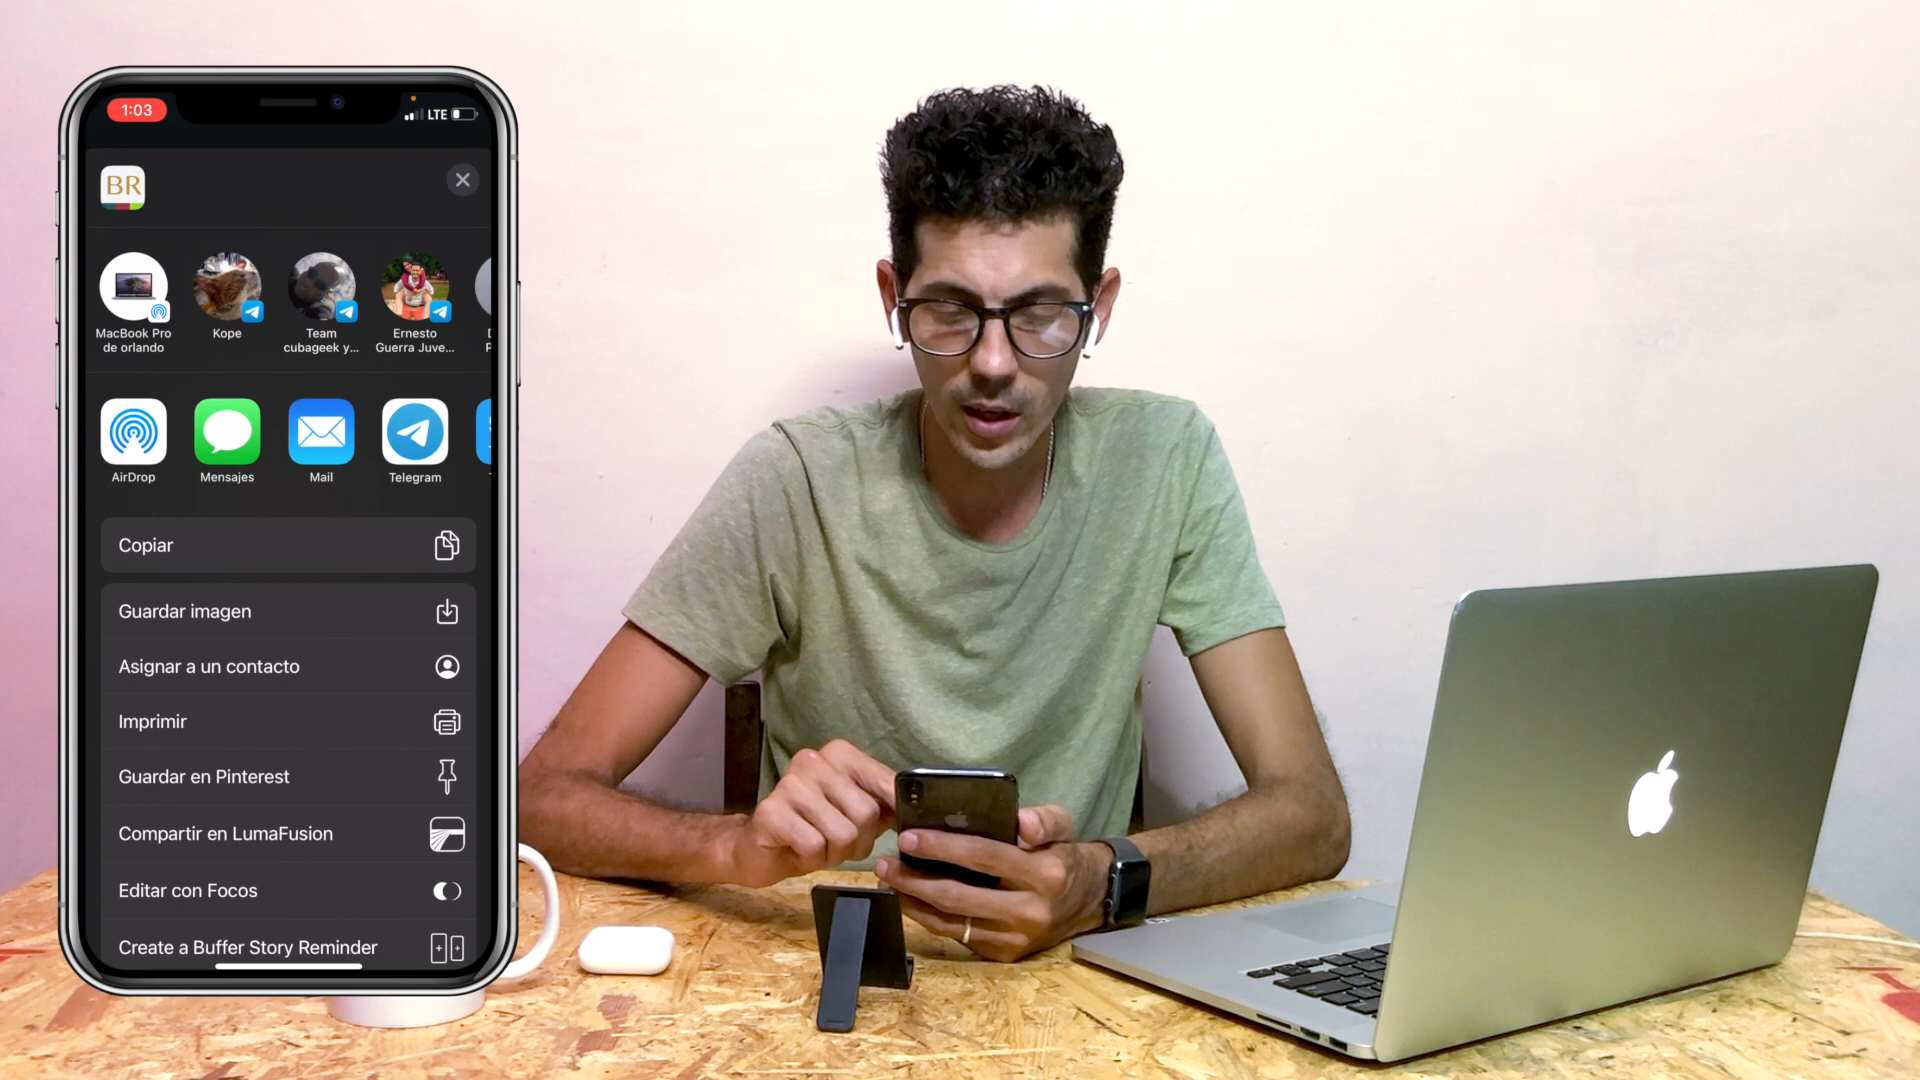 1:03
LTE
BR
MacBook Pro
de orlando
Kope
Team
cubageek y...
Ernesto
Guerra Juve...
AirDrop
Mensajes
Mail
Telegram
Copiar
Guardar imagen
Asignar a un contacto
Imprimir
Guardar en Pinterest
Compartir en LumaFusion
Editar con Focos
Create a Buffer Story Reminder